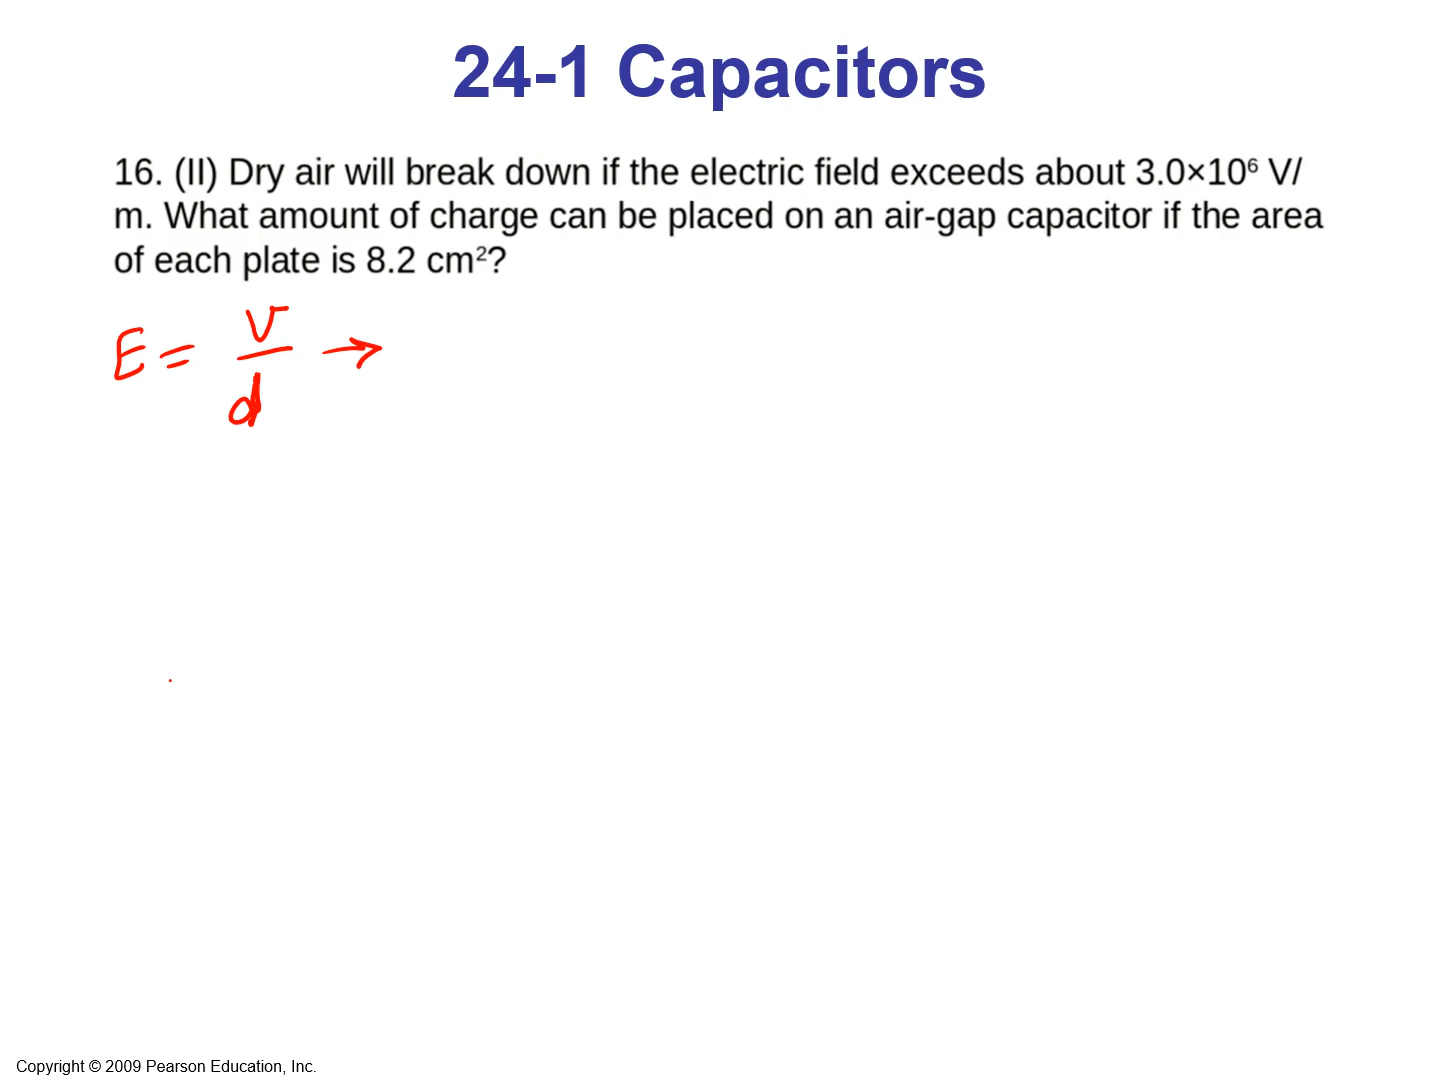 24-1 Capacitors
16. (II) Dry air will break down if the electric field exceeds about 3.0×10⁶ V/
m. What amount of charge can be placed on an air-gap capacitor if the area
of each plate is 8.2 cm²?
E = V/d →
Copyright © 2009 Pearson Education, Inc.